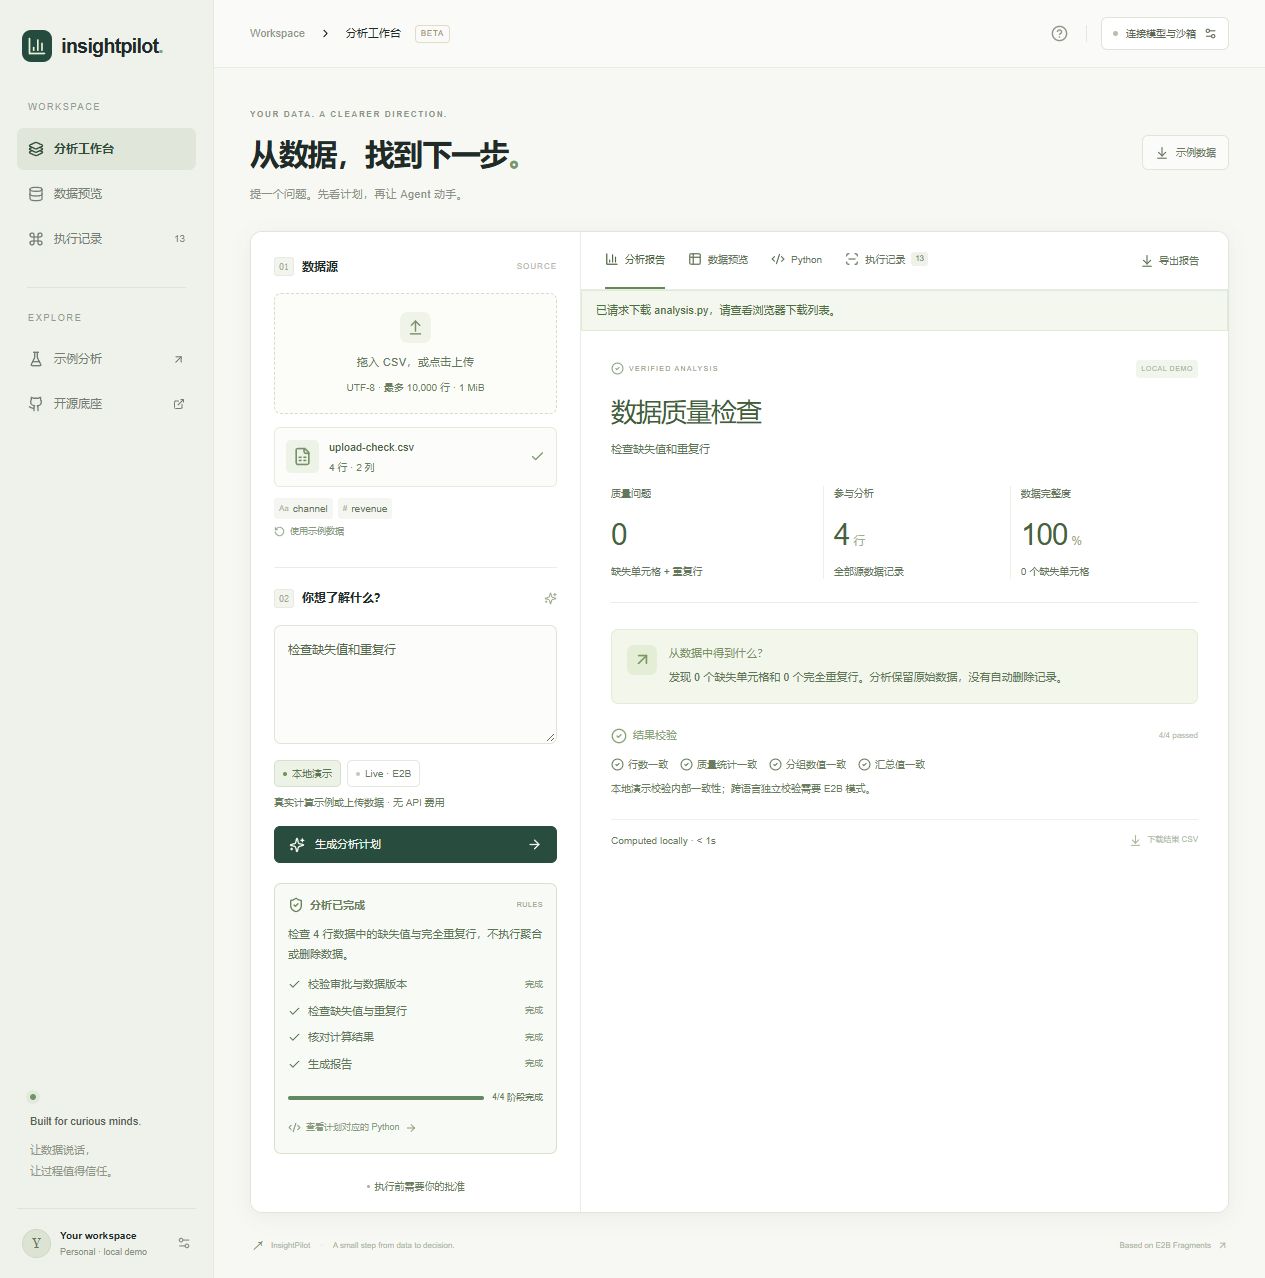 insightpilot.
WORKSPACE
分析工作台
数据预览
执行记录 13
EXPLORE
示例分析
开源底座
Built for curious minds.
让数据说话，
让过程值得信任。
Y
Your workspace
Personal · local demo
Workspace > 分析工作台 BETA
连接模型与沙箱
YOUR DATA. A CLEARER DIRECTION.
从数据，找到下一步。
提一个问题。先看计划，再让 Agent 动手。
示例数据
01 数据源 SOURCE
拖入 CSV，或点击上传
UTF-8 · 最多 10,000 行 · 1 MiB
upload-check.csv
4 行 · 2 列
Aa channel # revenue
使用示例数据
02 你想了解什么？
检查缺失值和重复行
本地演示 Live · E2B
真实计算示例或上传数据 · 无 API 费用
生成分析计划
分析已完成 RULES
检查 4 行数据中的缺失值与完全重复行，不执行聚合
或删除数据。
校验审批与数据版本 完成
检查缺失值与重复行 完成
核对计算结果 完成
生成报告 完成
4/4 阶段完成
查看计划对应的 Python
执行前需要你的批准
分析报告 数据预览 Python 执行记录 13 导出报告
已请求下载 analysis.py，请查看浏览器下载列表。
VERIFIED ANALYSIS LOCAL DEMO
数据质量检查
检查缺失值和重复行
质量问题 参与分析 数据完整度
0 4 行 100 %
缺失单元格 + 重复行 全部源数据记录 0 个缺失单元格
从数据中得到什么？
发现 0 个缺失单元格和 0 个完全重复行。分析保留原始数据，没有自动删除记录。
结果校验 4/4 passed
行数一致 质量统计一致 分组数值一致 汇总值一致
本地演示校验内部一致性；跨语言独立校验需要 E2B 模式。
Computed locally · < 1s 下载结果 CSV
InsightPilot A small step from data to decision. Based on E2B Fragments